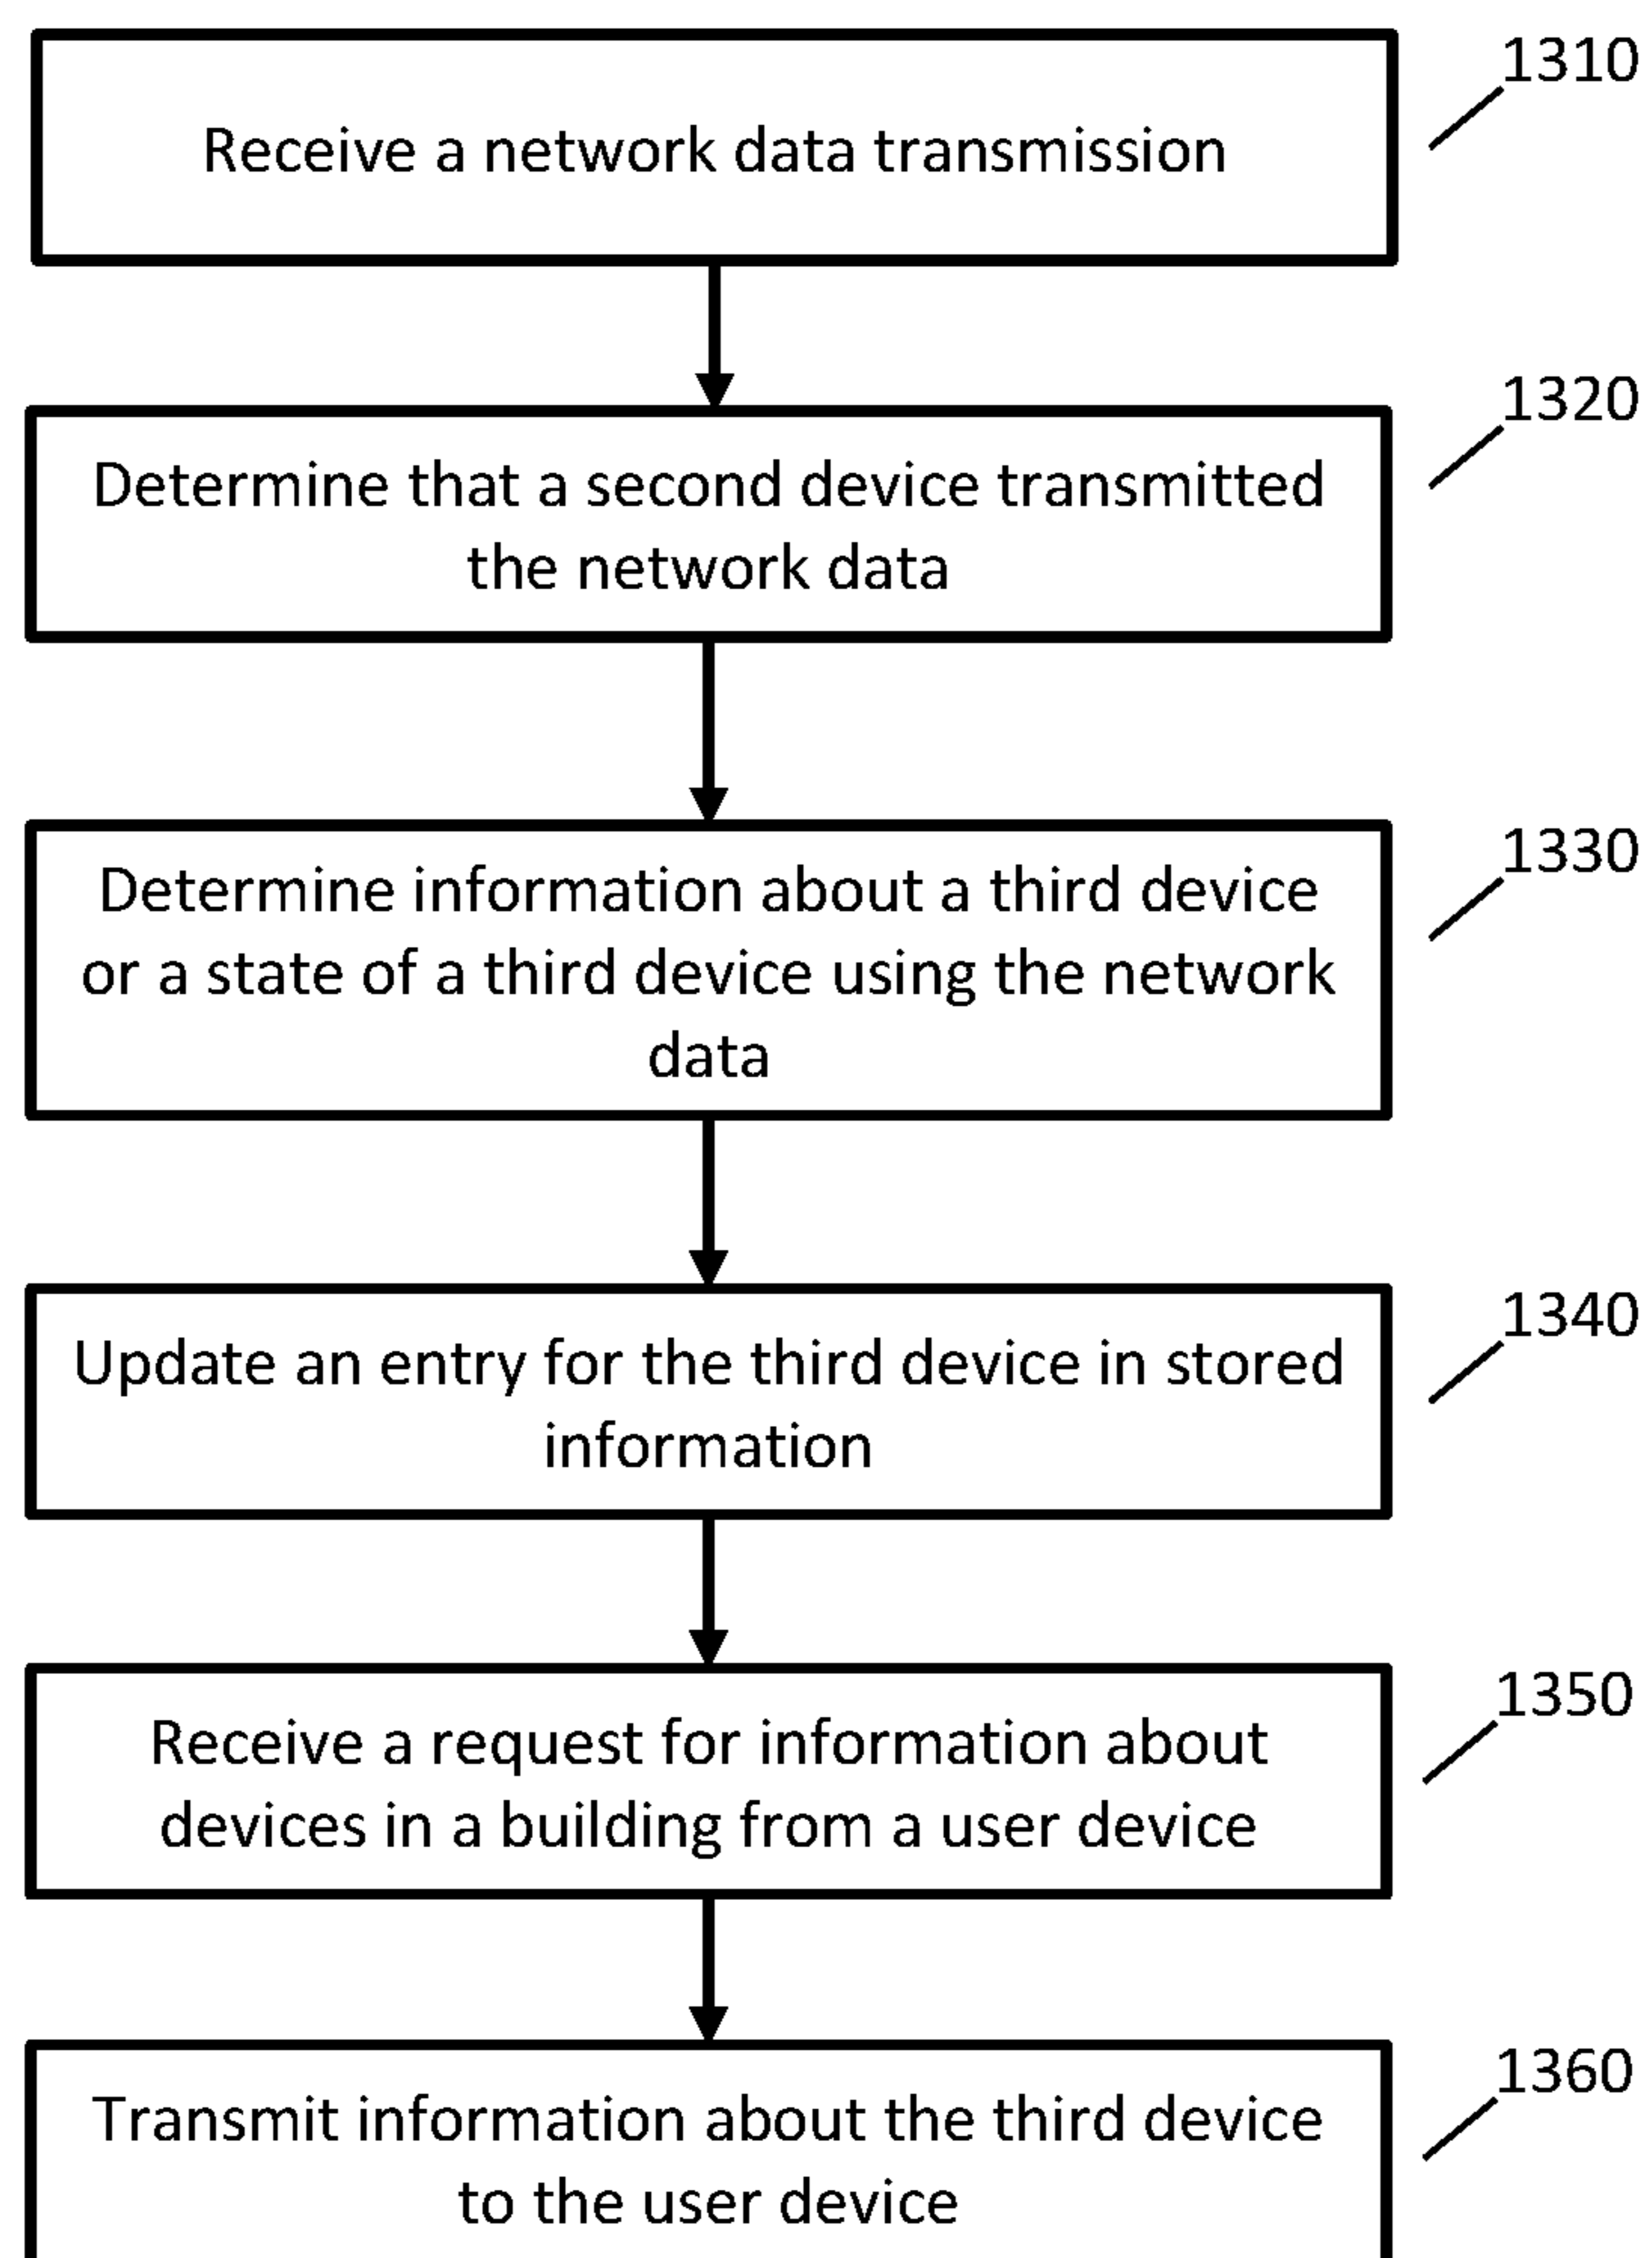 Receive a network data transmission
1310
Determine that a second device transmitted
the network data
1320
Determine information about a third device
or a state of a third device using the network
data
1330
Update an entry for the third device in stored
information
1340
Receive a request for information about
devices in a building from a user device
1350
Transmit information about the third device
to the user device
1360